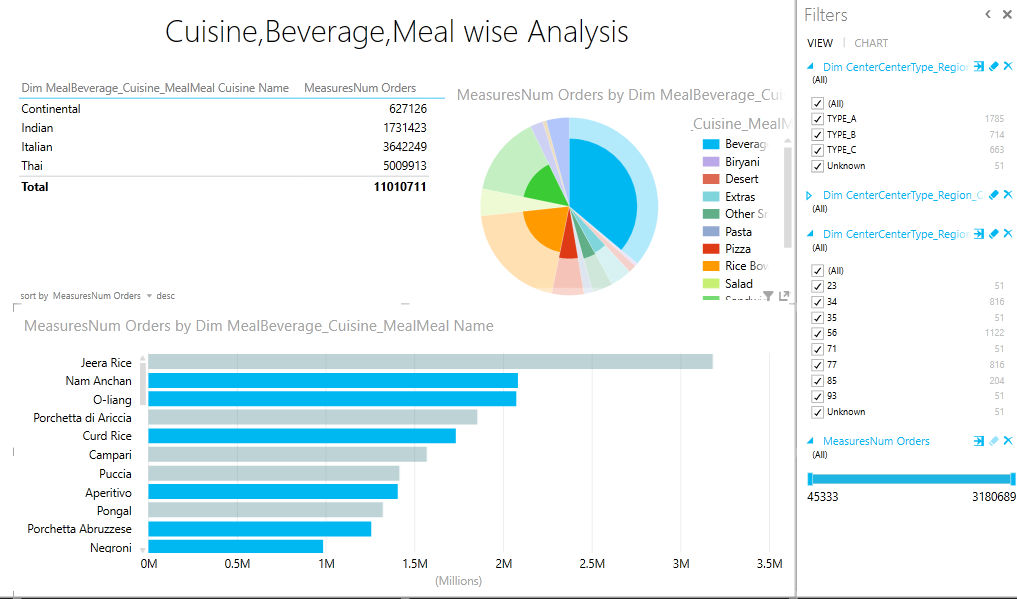 Cuisine,Beverage,Meal wise Analysis
Dim MealBeverage_Cuisine_MealMeal Cuisine Name MeasuresNum Orders
Continental 627126
Indian 1731423
Italian 3642249
Thai 5009913
Total 11010711
MeasuresNum Orders by Dim MealBeverage_Cui
_Cuisine_MealM
Beverag
Biryani
Desert
Extras
Other Sn
Pasta
Pizza
Rice Bow
Salad
sort by MeasuresNum Orders desc
MeasuresNum Orders by Dim MealBeverage_Cuisine_MealMeal Name
Jeera Rice
Nam Anchan
O-liang
Porchetta di Ariccia
Curd Rice
Campari
Puccia
Aperitivo
Pongal
Porchetta Abruzzese
Negroni
0M 0.5M 1M 1.5M 2M 2.5M 3M 3.5M
(Millions)
Filters
VIEW CHART
Dim CenterCenterType_Region
(All)
(All)
TYPE_A 1785
TYPE_B 714
TYPE_C 663
Unknown 51
Dim CenterCenterType_Region_C
(All)
Dim CenterCenterType_Region
(All)
(All)
23 51
34 816
35 51
56 1122
71 51
77 816
85 204
93 51
Unknown 51
MeasuresNum Orders
(All)
45333 3180689